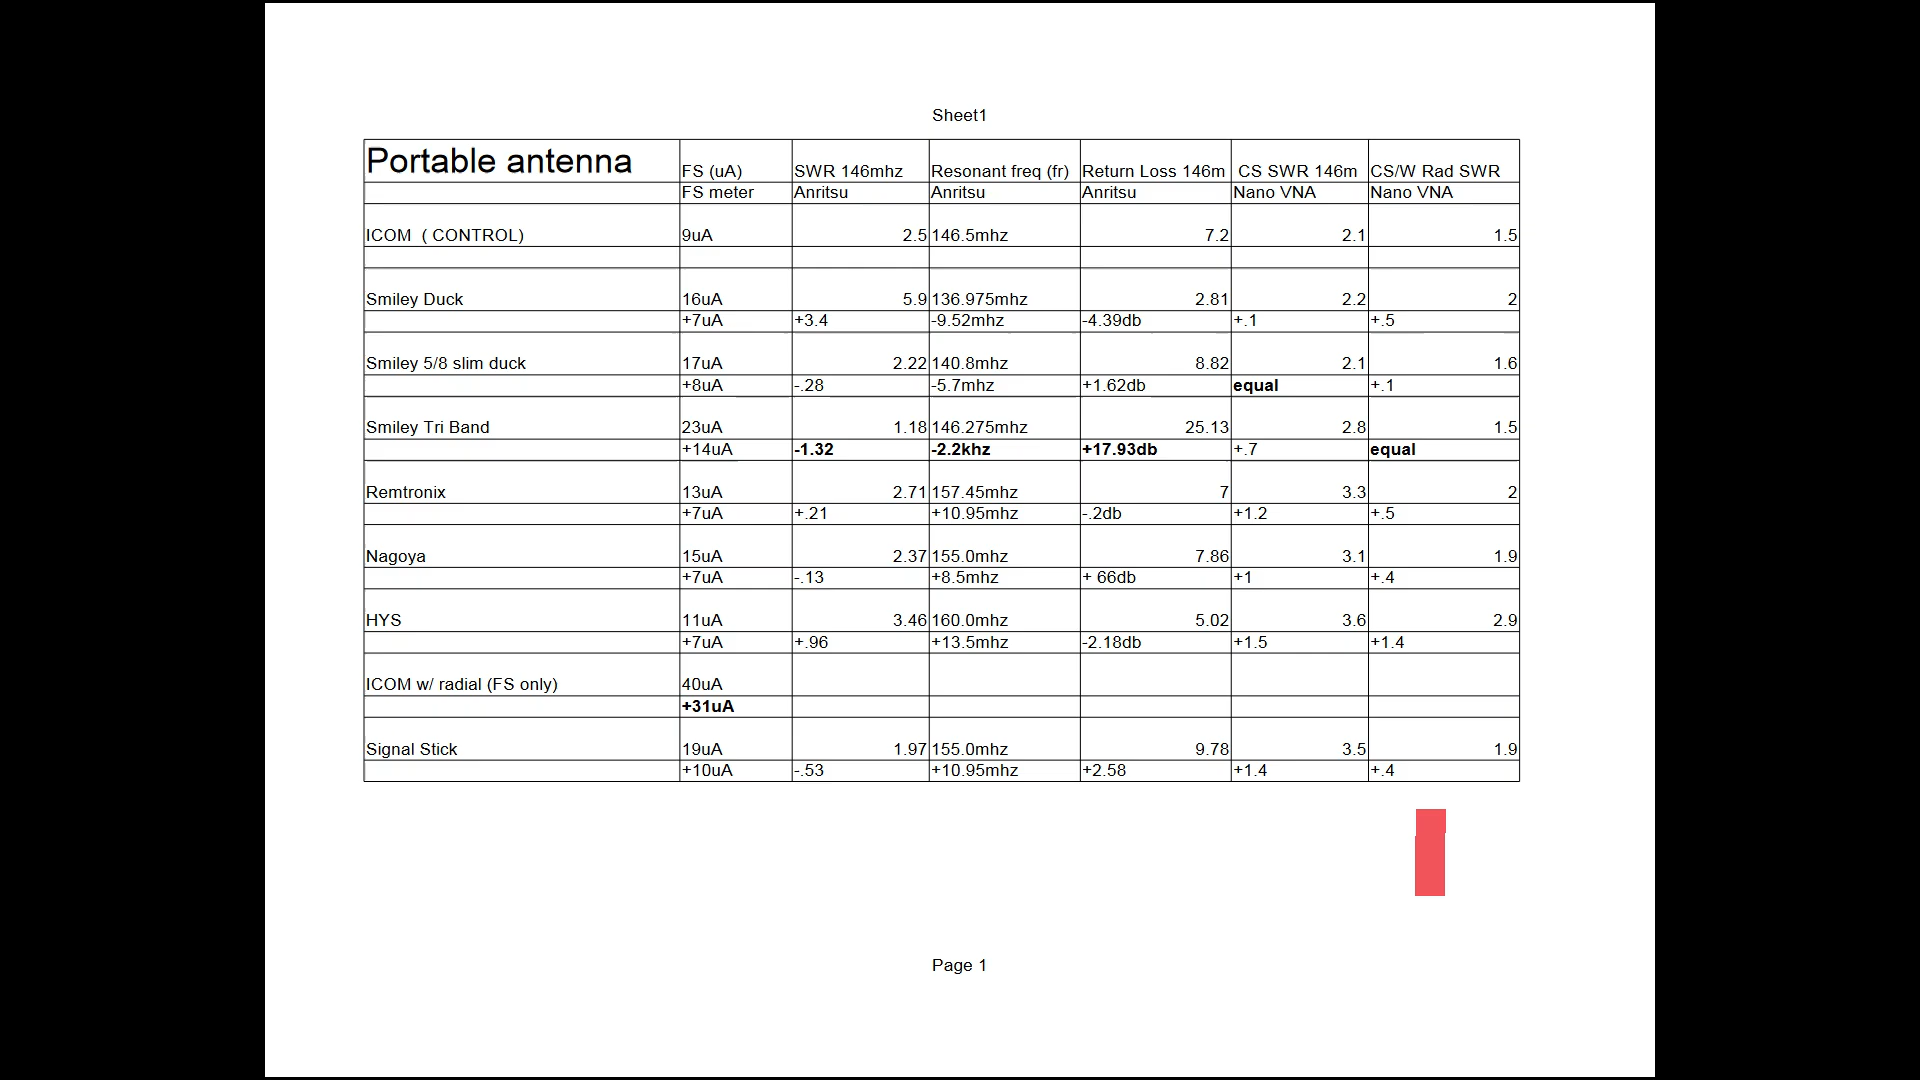 Sheet1
Portable antenna FS (uA) SWR 146mhz Resonant freq (fr) Return Loss 146m CS SWR 146m CS/W Rad SWR
FS meter Anritsu Anritsu Anritsu Nano VNA Nano VNA
ICOM ( CONTROL) 9uA 2.5 146.5mhz 7.2 2.1 1.5
Smiley Duck 16uA 5.9 136.975mhz 2.81 2.2 2
+7uA +3.4 -9.52mhz -4.39db +.1 +.5
Smiley 5/8 slim duck 17uA 2.22 140.8mhz 8.82 2.1 1.6
+8uA -.28 -5.7mhz +1.62db equal +.1
Smiley Tri Band 23uA 1.18 146.275mhz 25.13 2.8 1.5
+14uA -1.32 -2.2khz +17.93db +.7 equal
Remtronix 13uA 2.71 157.45mhz 7 3.3 2
+7uA +.21 +10.95mhz -.2db +1.2 +.5
Nagoya 15uA 2.37 155.0mhz 7.86 3.1 1.9
+7uA -.13 +8.5mhz + 66db +1 +.4
HYS 11uA 3.46 160.0mhz 5.02 3.6 2.9
+7uA +.96 +13.5mhz -2.18db +1.5 +1.4
ICOM w/ radial (FS only) 40uA
+31uA
Signal Stick 19uA 1.97 155.0mhz 9.78 3.5 1.9
+10uA -.53 +10.95mhz +2.58 +1.4 +.4
Page 1